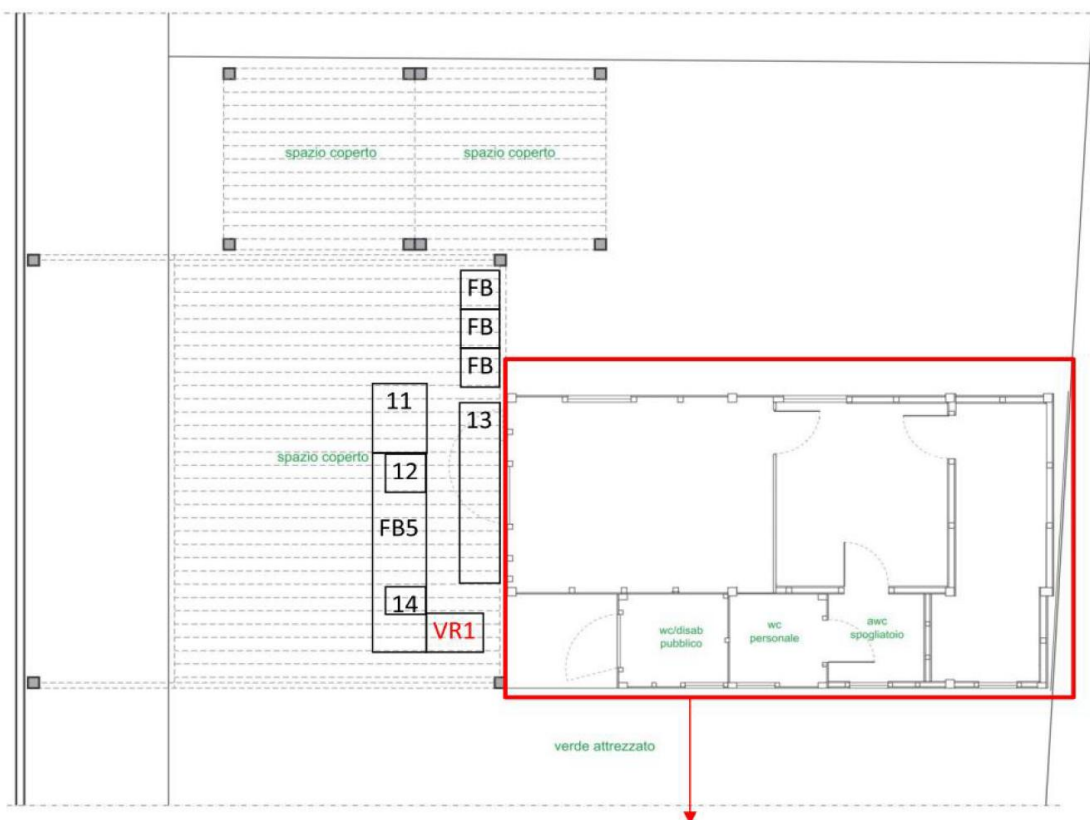 spazio coperto
spazio coperto
FB
FB
FB
11
13
spazio coperto
12
FB5
14
VR1
wc/disab
pubblico
wc
personale
awc
spogliatoio
verde attrezzato